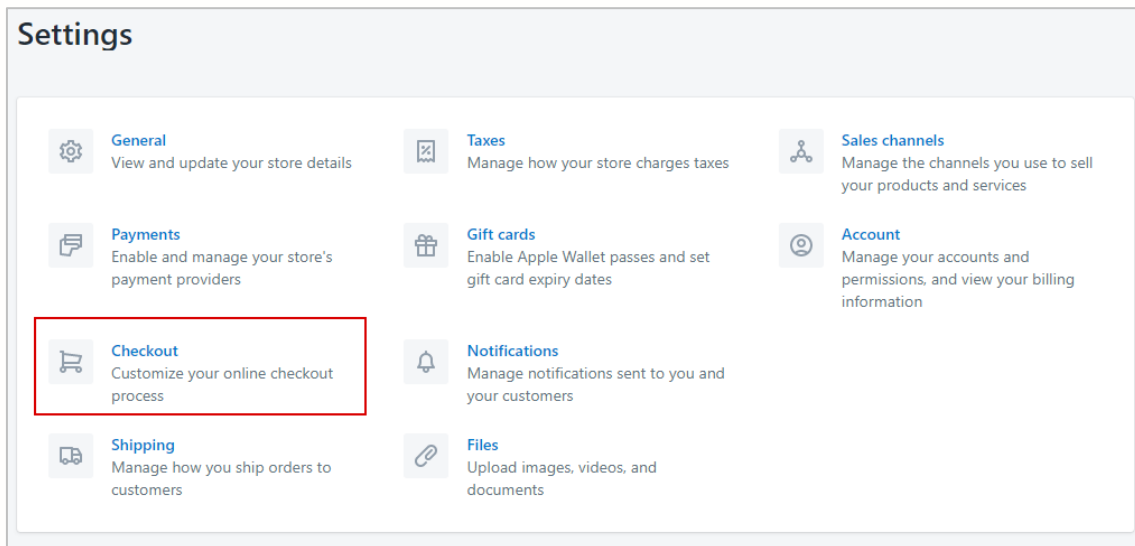 Settings
General
View and update your store details
Taxes
Manage how your store charges taxes
Sales channels
Manage the channels you use to sell
your products and services
Payments
Enable and manage your store's
payment providers
Gift cards
Enable Apple Wallet passes and set
gift card expiry dates
Account
Manage your accounts and
permissions, and view your billing
information
Checkout
Customize your online checkout
process
Notifications
Manage notifications sent to you and
your customers
Shipping
Manage how you ship orders to
customers
Files
Upload images, videos, and
documents